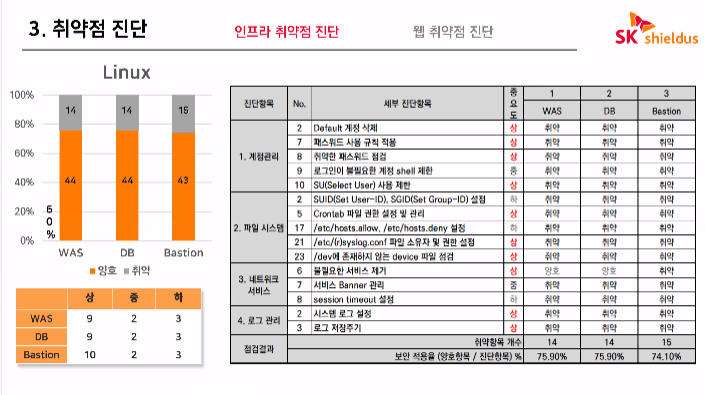 3. 취약점 진단
인프라 취약점 진단
웹 취약점 진단
SK shieldus
Linux
100%
80%
60%
40%
20%
0%
14 14 15
44 44 43
WAS DB Bastion
양호 취약
상 중 하
WAS 9 2 3
DB 9 2 3
Bastion 10 2 3
진단항목 No. 세부 진단항목 중요도 1 2 3
WAS DB Bastion
1. 계정관리
2 Default 계정 삭제 상 취약 취약 취약
7 패스워드 사용 규칙 적용 상 취약 취약 취약
8 취약한 패스워드 점검 상 취약 취약 취약
9 로그인이 불필요한 계정 shell 제한 중 취약 취약 취약
10 SU(Select User) 사용 제한 상 취약 취약 취약
2. 파일 시스템
2 SUID(Set User-ID), SGID(Set Group-ID) 설정 하 취약 취약 취약
5 Crontab 파일 권한 설정 및 관리 상 취약 취약 취약
17 /etc/hosts.allow, /etc/hosts.deny 설정 하 취약 취약 취약
21 /etc/(r)syslog.conf 파일 소유자 및 권한 설정 상 취약 취약 취약
23 /dev에 존재하지 않는 device 파일 점검 상 취약 취약 취약
3. 네트워크 서비스
6 불필요한 서비스 제거 상 양호 양호 취약
7 서비스 Banner 관리 중 취약 취약 취약
8 session timeout 설정 하 취약 취약 취약
4. 로그 관리
2 시스템 로그 설정 상 취약 취약 취약
3 로그 저장주기 상 취약 취약 취약
점검결과
취약항목 개수 14 14 15
보안 적용율 (양호항목 / 진단항목) % 75.90% 75.90% 74.10%